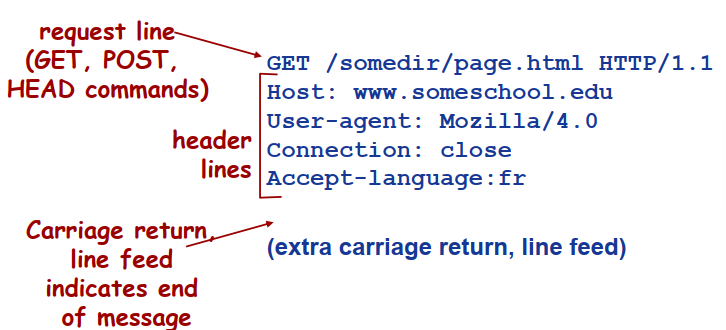 request line
(GET, POST,
HEAD commands)
GET /somedir/page.html HTTP/1.1
Host: www.someschool.edu
User-agent: Mozilla/4.0
Connection: close
Accept-language:fr
header
lines
Carriage return,
line feed
indicates end
of message
(extra carriage return, line feed)